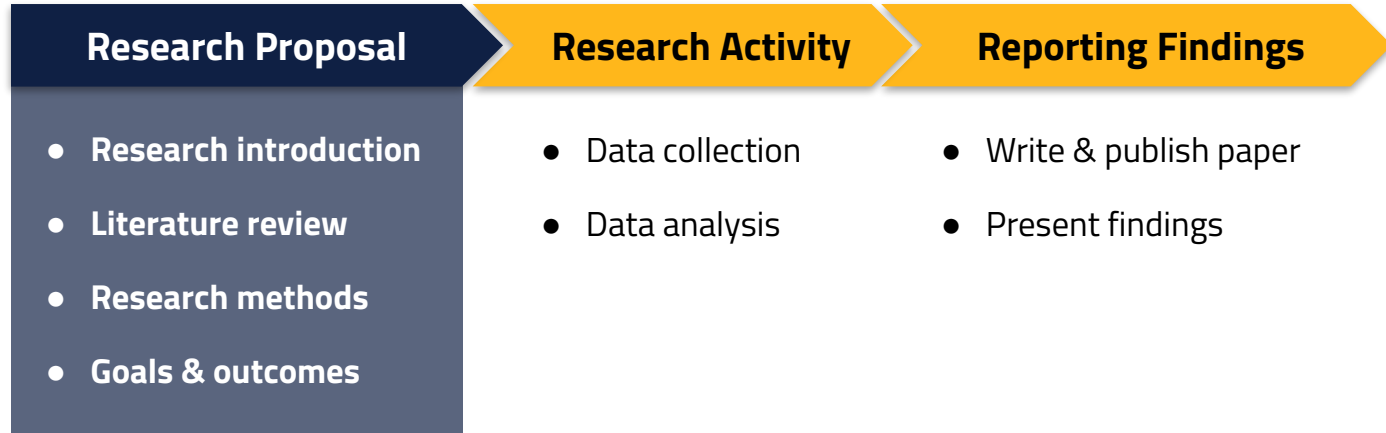 Research Proposal
Research Activity
Reporting Findings
● Research introduction
● Literature review
● Research methods
● Goals & outcomes
● Data collection
● Data analysis
● Write & publish paper
● Present findings